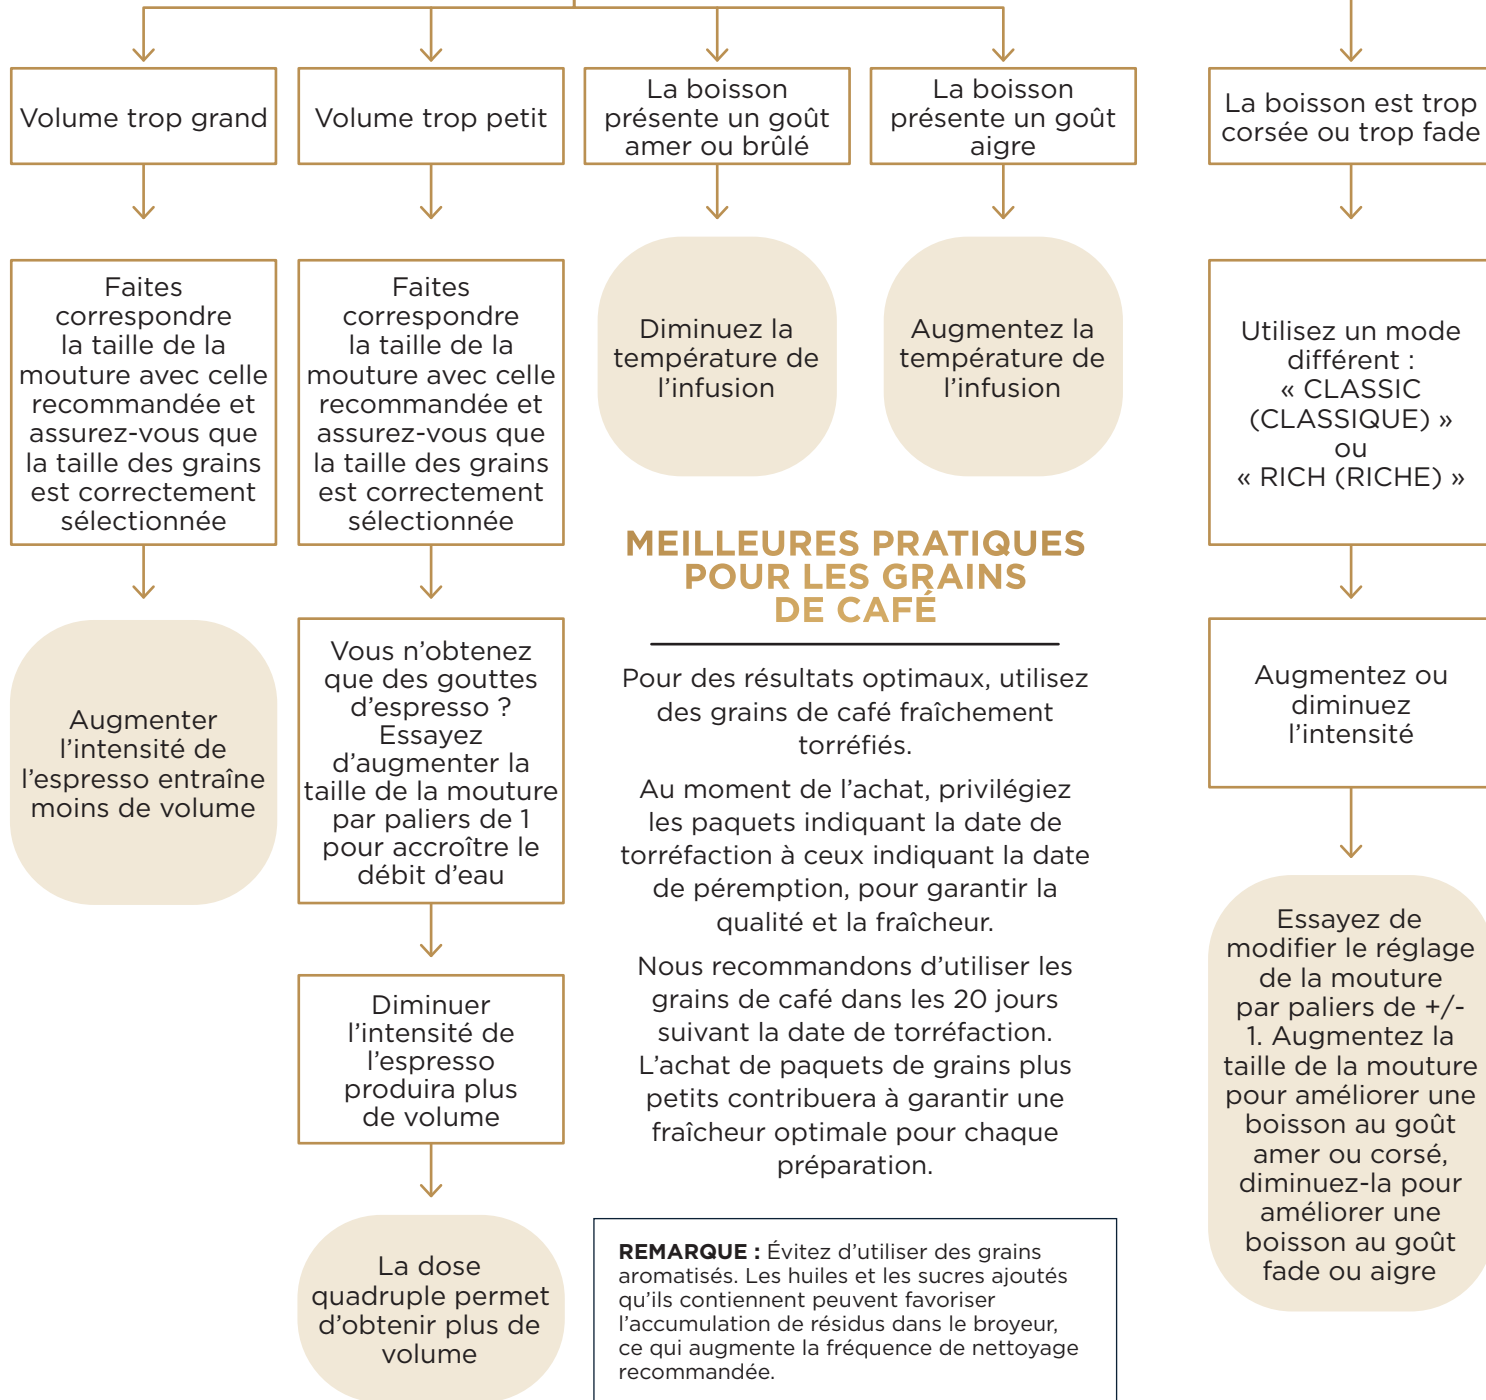 Volume trop grand
Faites
correspondre
la taille de la
mouture avec celle
recommandée et
assurez-vous que
la taille des grains
est correctement
sélectionnée
Augmenter
l’intensité de
l’espresso entraîne
moins de volume
Volume trop petit
Faites
correspondre
la taille de la
mouture avec celle
recommandée et
assurez-vous que
la taille des grains
est correctement
sélectionnée
Vous n’obtenez
que des gouttes
d’espresso ?
Essayez
d’augmenter la
taille de la mouture
par paliers de 1
pour accroître le
débit d’eau
Diminuer
l’intensité de
l’espresso
produira plus
de volume
La dose
quadruple permet
d’obtenir plus de
volume
La boisson
présente un goût
amer ou brûlé
Diminuez la
température de
l’infusion
La boisson
présente un goût
aigre
Augmentez la
température de
l’infusion
MEILLEURES PRATIQUES
POUR LES GRAINS
DE CAFÉ
Pour des résultats optimaux, utilisez
des grains de café fraîchement
torréfiés.
Au moment de l’achat, privilégiez
les paquets indiquant la date de
torréfaction à ceux indiquant la date
de péremption, pour garantir la
qualité et la fraîcheur.
Nous recommandons d’utiliser les
grains de café dans les 20 jours
suivant la date de torréfaction.
L’achat de paquets de grains plus
petits contribuera à garantir une
fraîcheur optimale pour chaque
préparation.
REMARQUE : Évitez d’utiliser des grains
aromatisés. Les huiles et les sucres ajoutés
qu’ils contiennent peuvent favoriser
l’accumulation de résidus dans le broyeur,
ce qui augmente la fréquence de nettoyage
recommandée.
La boisson est trop
corsée ou trop fade
Utilisez un mode
différent :
« CLASSIC
(CLASSIQUE) »
ou
« RICH (RICHE) »
Augmentez ou
diminuez
l’intensité
Essayez de
modifier le réglage
de la mouture
par paliers de +/-
1. Augmentez la
taille de la mouture
pour améliorer une
boisson au goût
amer ou corsé,
diminuez-la pour
améliorer une
boisson au goût
fade ou aigre